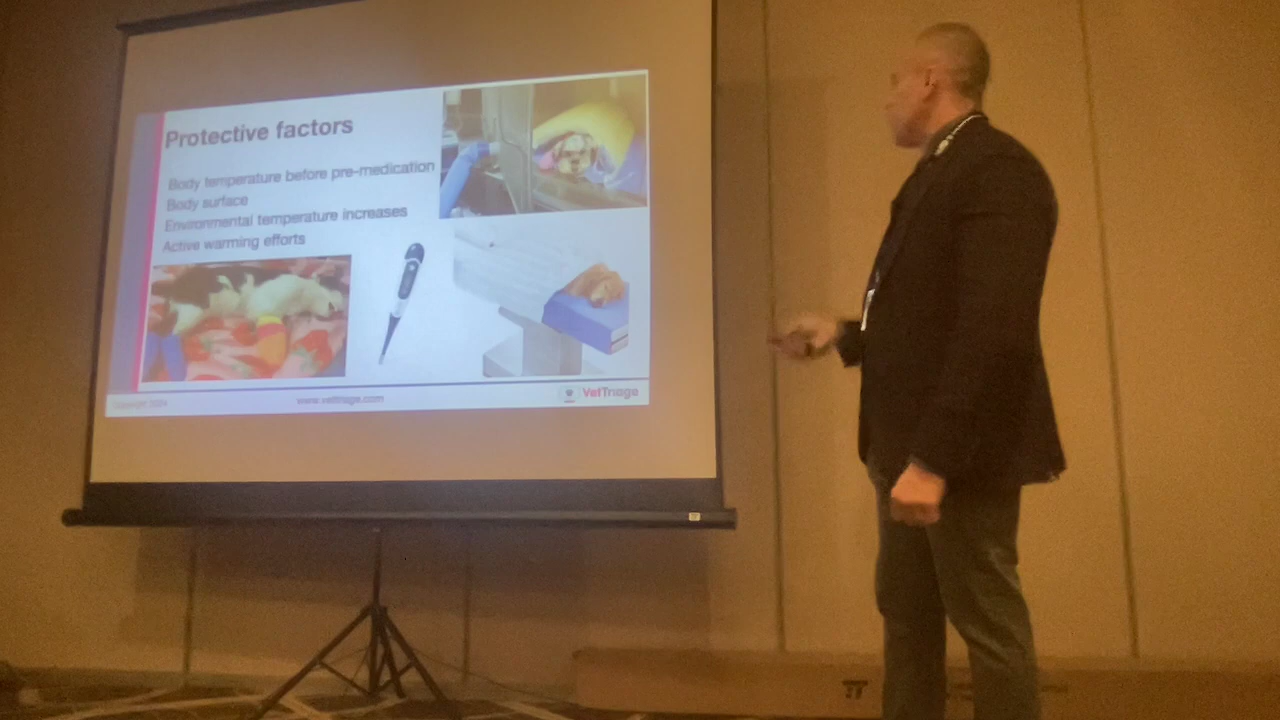 Protective factors
Body temperature before pre-medication
Body surface
Environmental temperature increases
Active warming efforts
www.vettriage.com
VetTriage